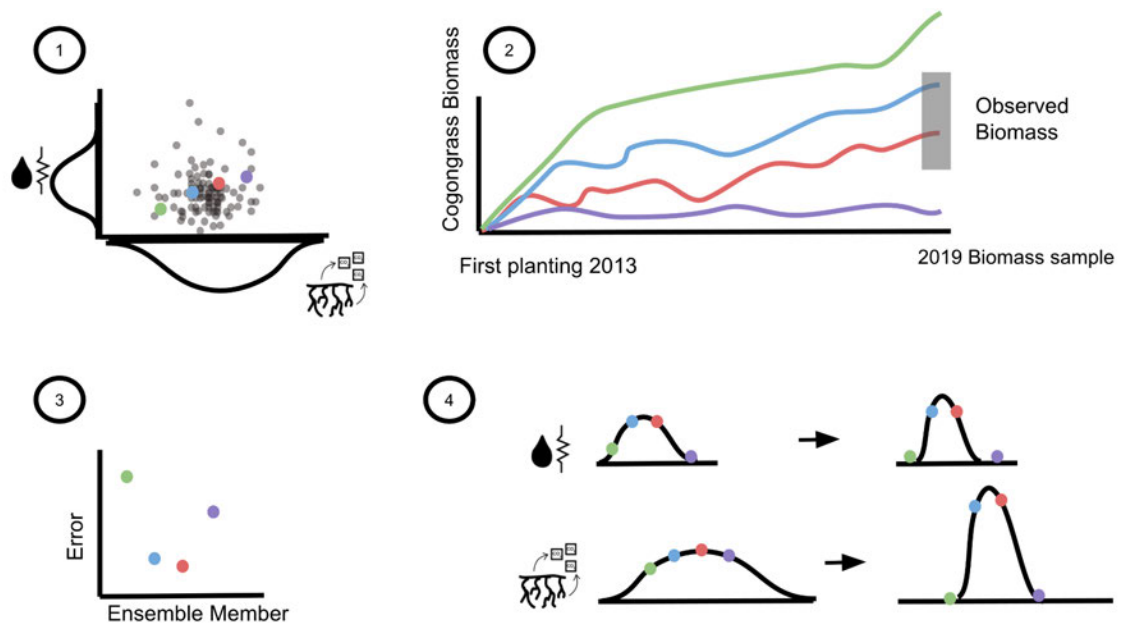 1
2
Cogongrass Biomass
Observed
Biomass
First planting 2013
2019 Biomass sample
3
4
Error
Ensemble Member